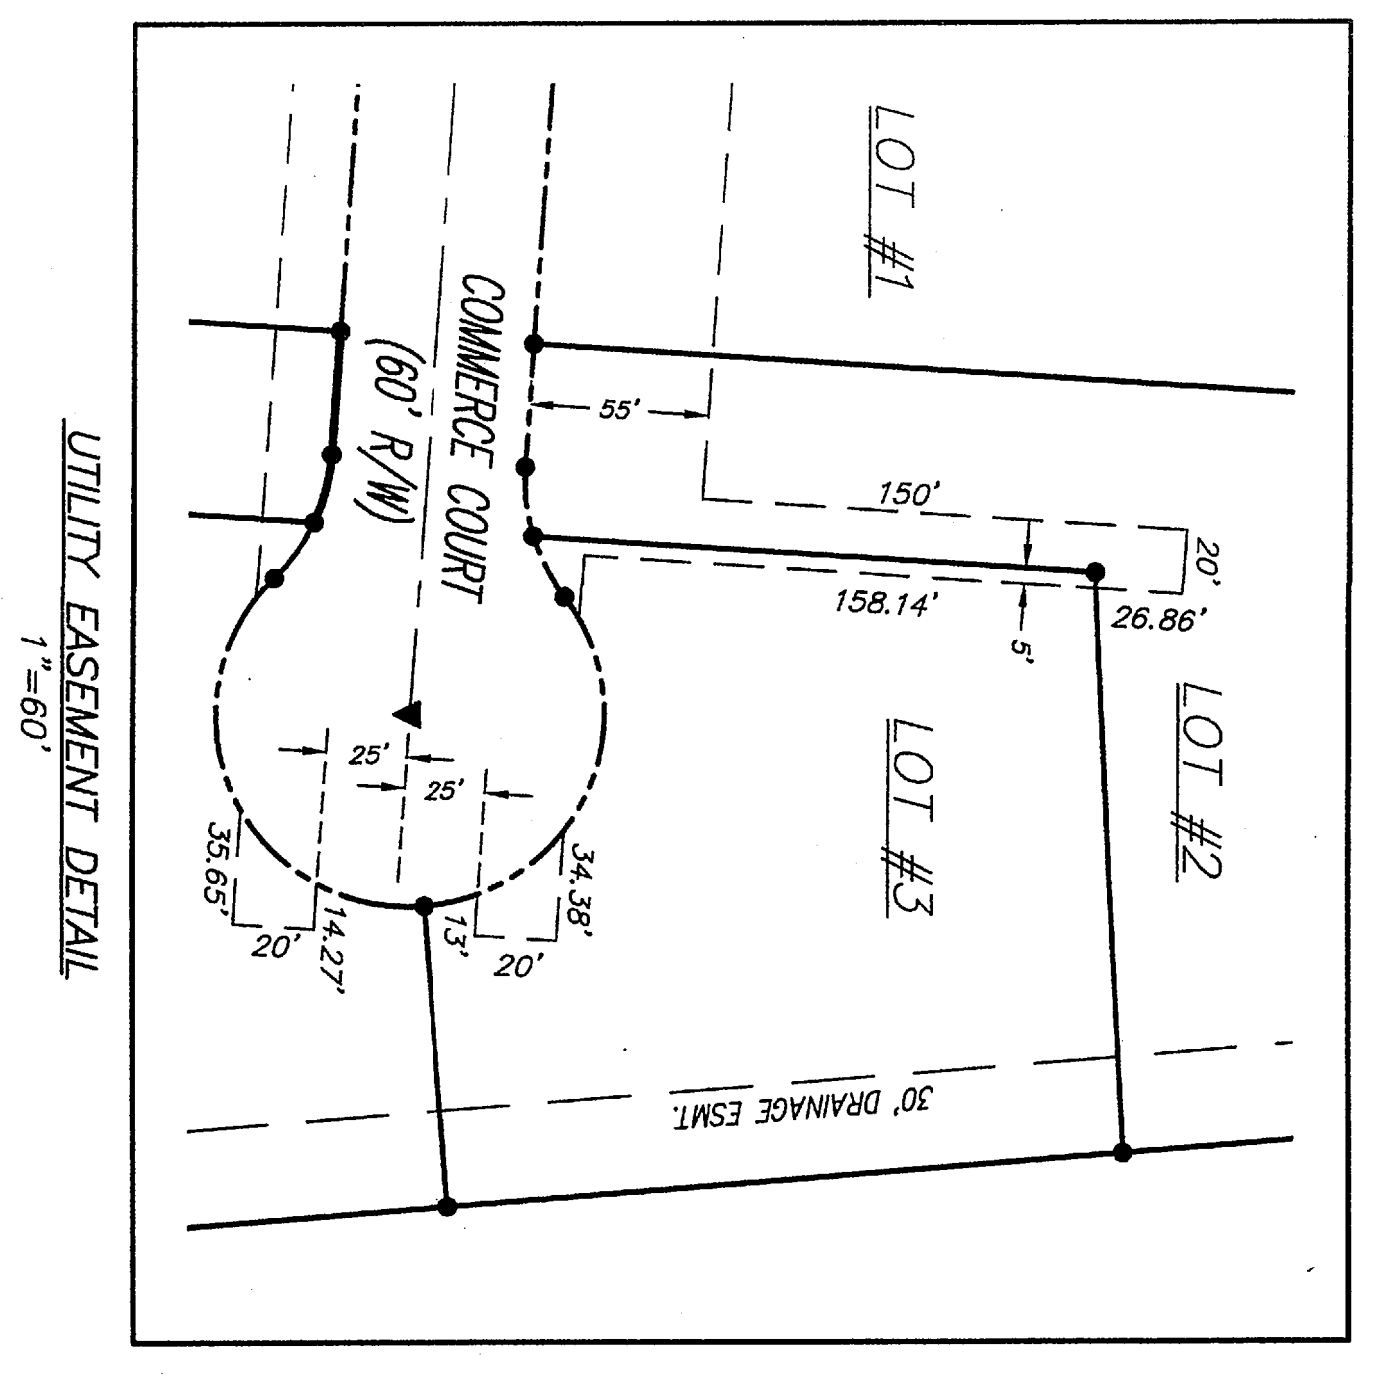 LOT #1
COMMERCE COURT
(60' R/W)
55'
150'
20'
158.14'
26.86'
5'
LOT #2
LOT #3
25'
25'
35.65'
20'
14.27'
13'
20'
34.38'
30' DRAINAGE ESMT.
UTILITY EASEMENT DETAIL
1"=60'